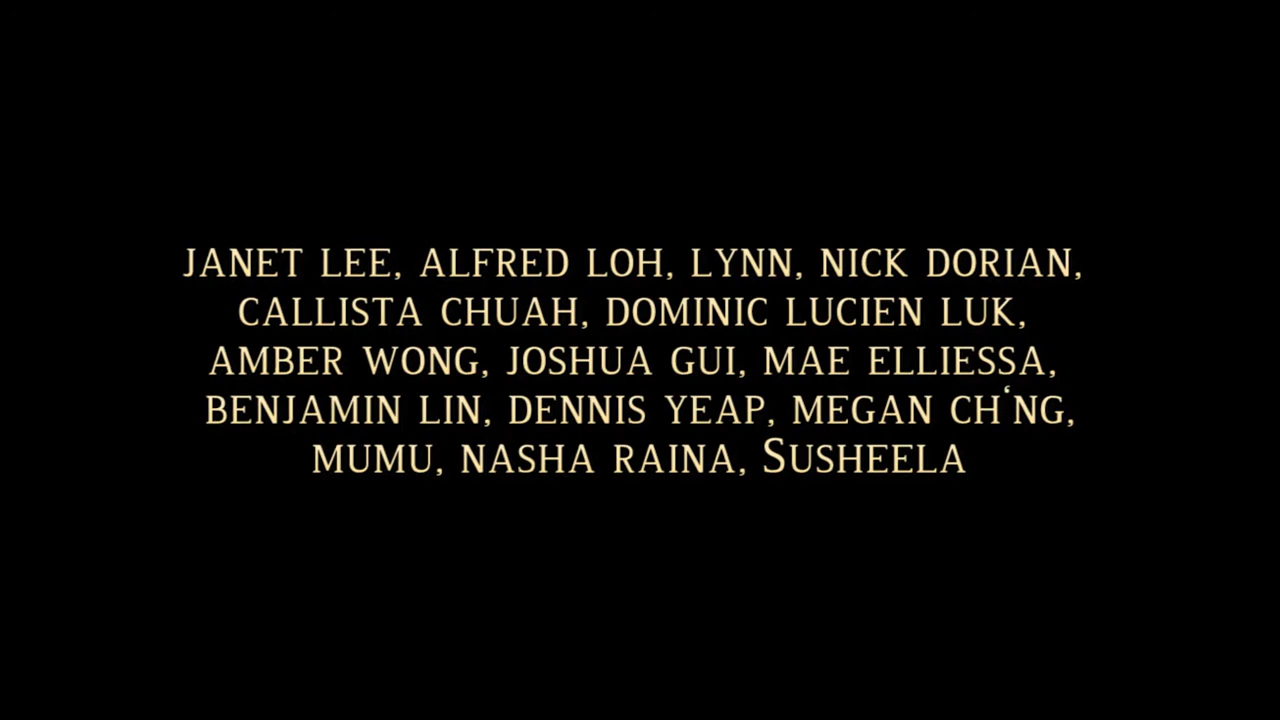 JANET LEE, ALFRED LOH, LYNN, NICK DORIAN,
CALLISTA CHUAH, DOMINIC LUCIEN LUK,
AMBER WONG, JOSHUA GUI, MAE ELLIESSA,
BENJAMIN LIN, DENNIS YEAP, MEGAN CH‘NG,
MUMU, NASHA RAINA, SUSHEELA